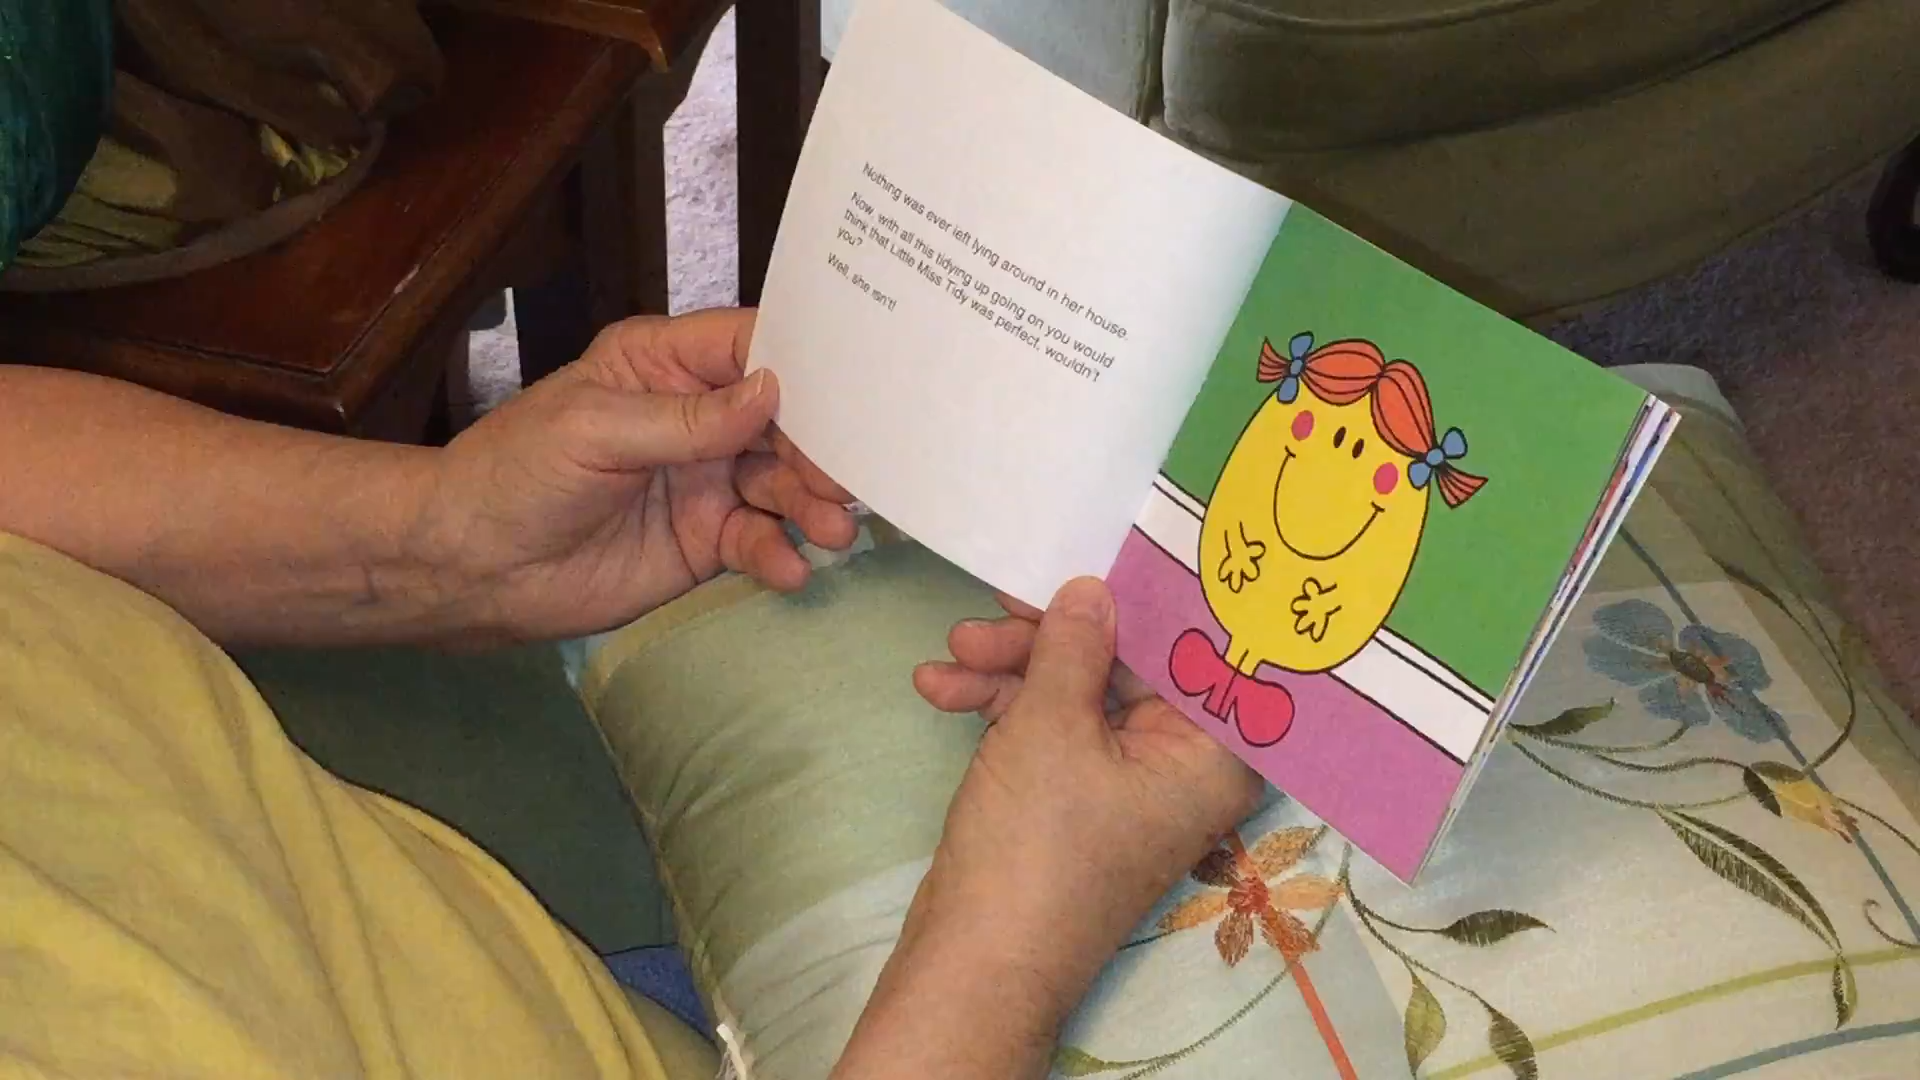 Nothing was ever left lying around in her house.
Now, with all this tidying up going on you would
think that Little Miss Tidy was perfect, wouldn't
you?
Well, she isn't!